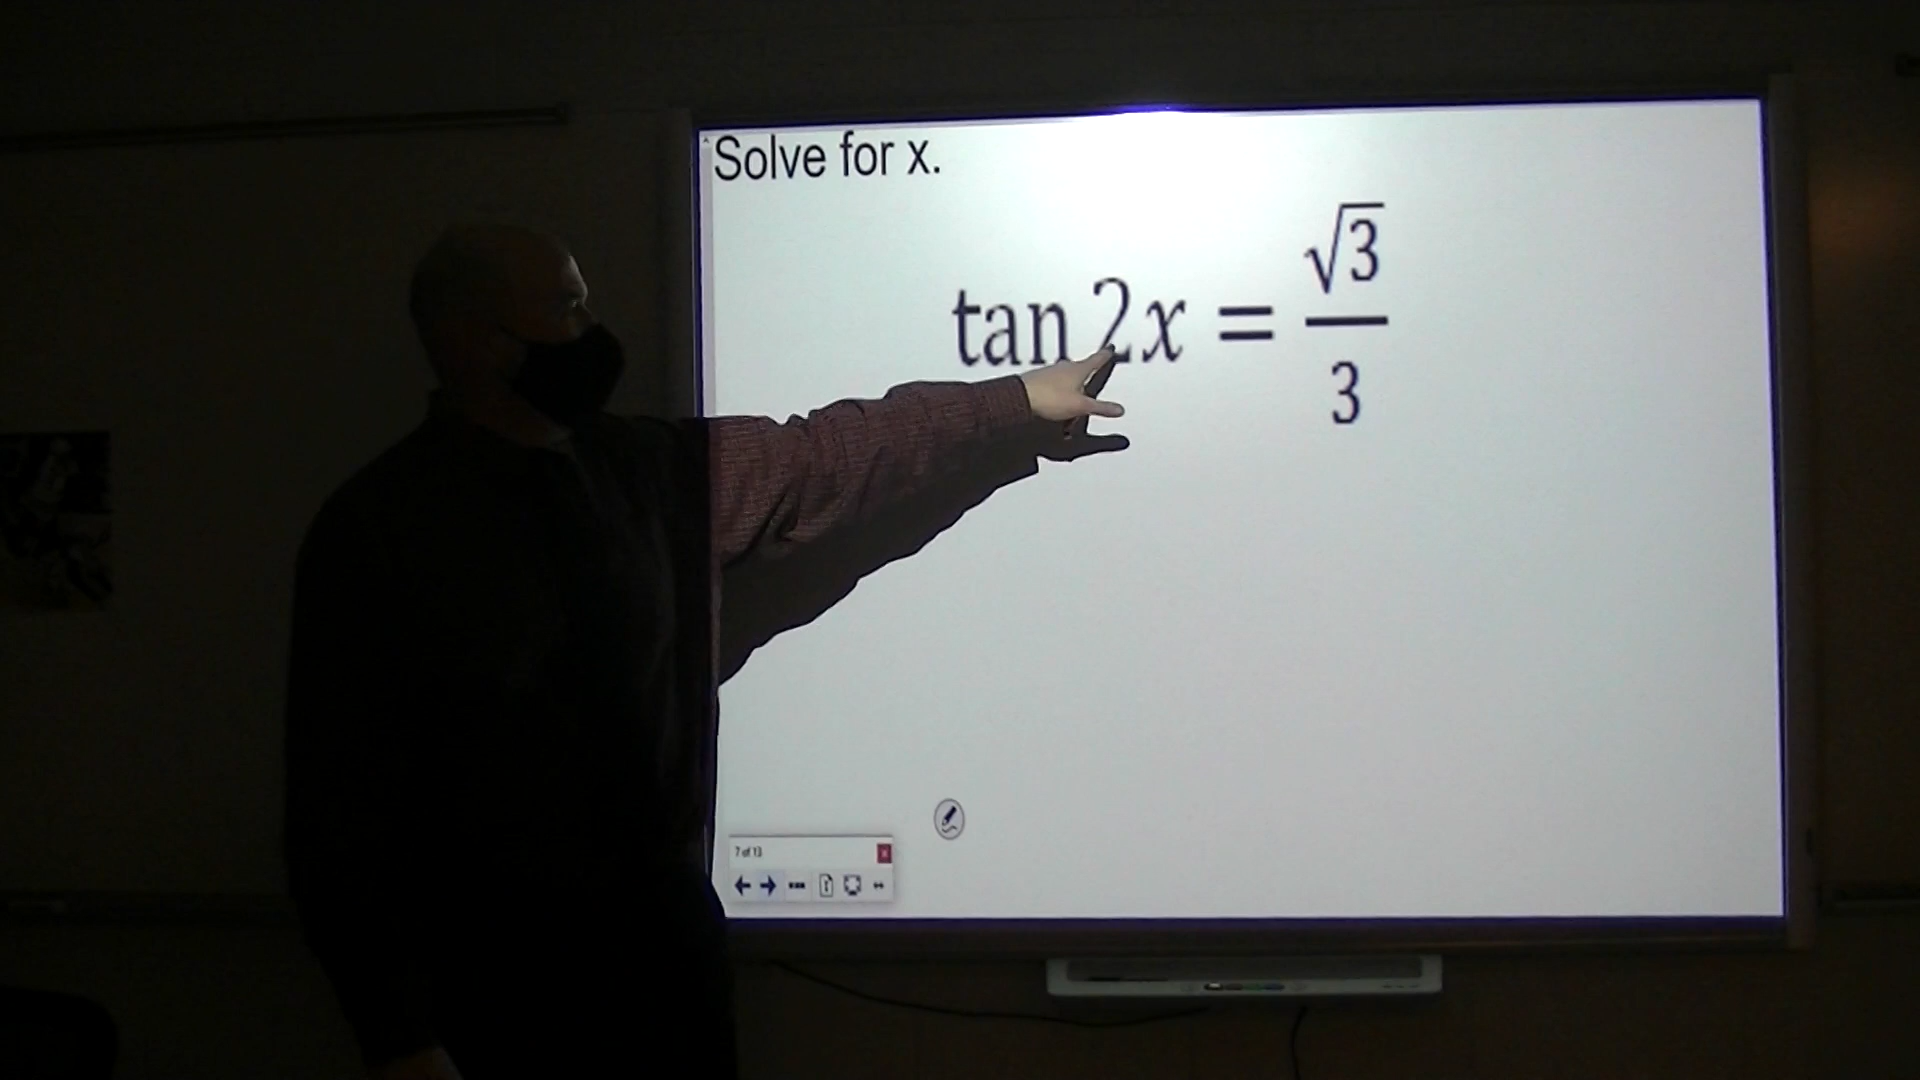 Solve for x.
tan 2x = √3/3
7 of 13